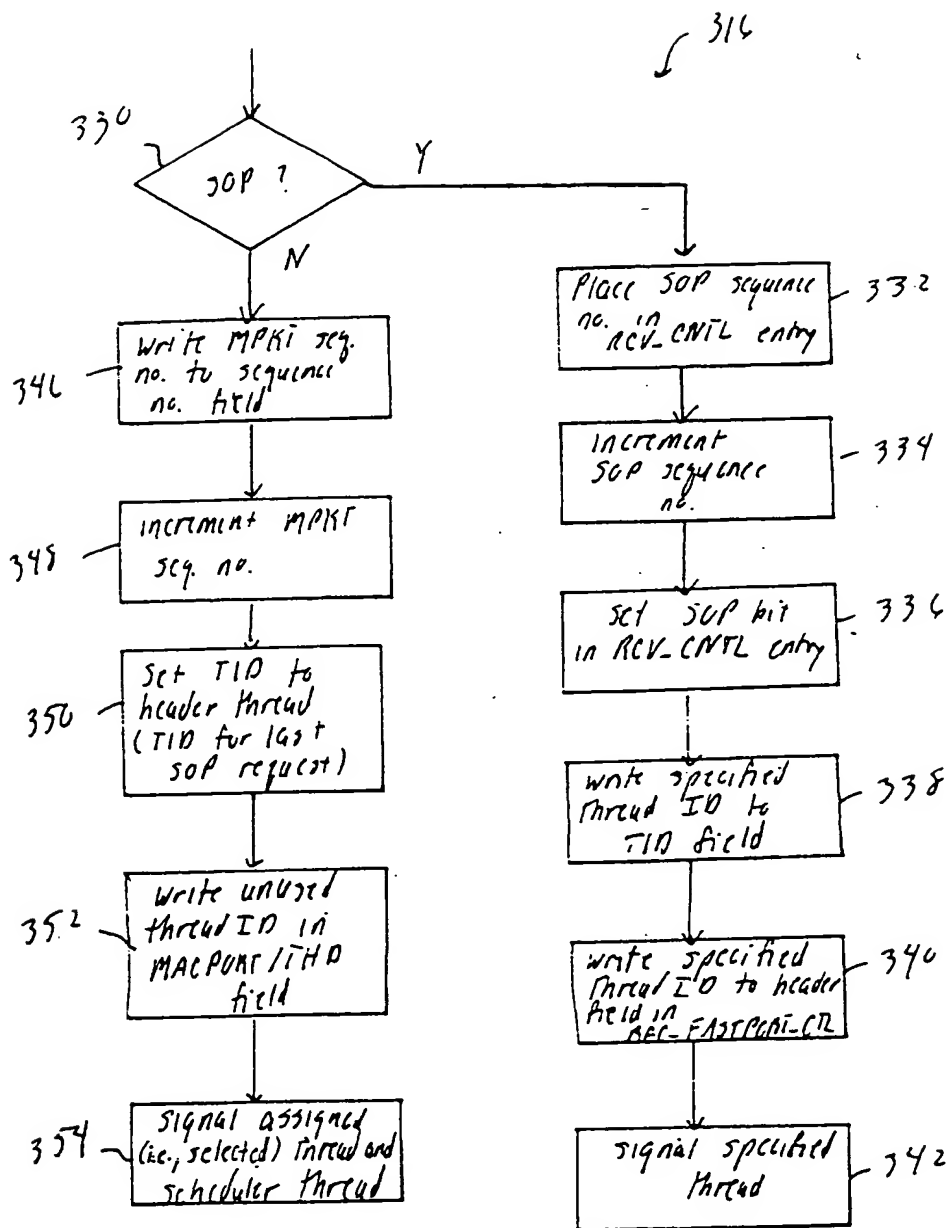 316
330
SOP ?
Y
N
Place SOP sequence
no. in
RCV_CNTL entry
332
Write MPKT seq.
no. to sequence
no. field
346
increment
SOP sequence
no.
334
increment MPKT
seq. no.
348
set SOP bit
in RCV_CNTL entry
336
Set TID to
header thread
(TID for last
SOP request)
350
write specified
thread ID to
TID field
338
Write unused
thread ID in
MACPORT/THD
field
352
write specified
thread ID to header
field in
REC_FASTPORT_CTL
340
signal assigned
(i.e., selected) thread and
scheduler thread
354
signal specified
thread
342